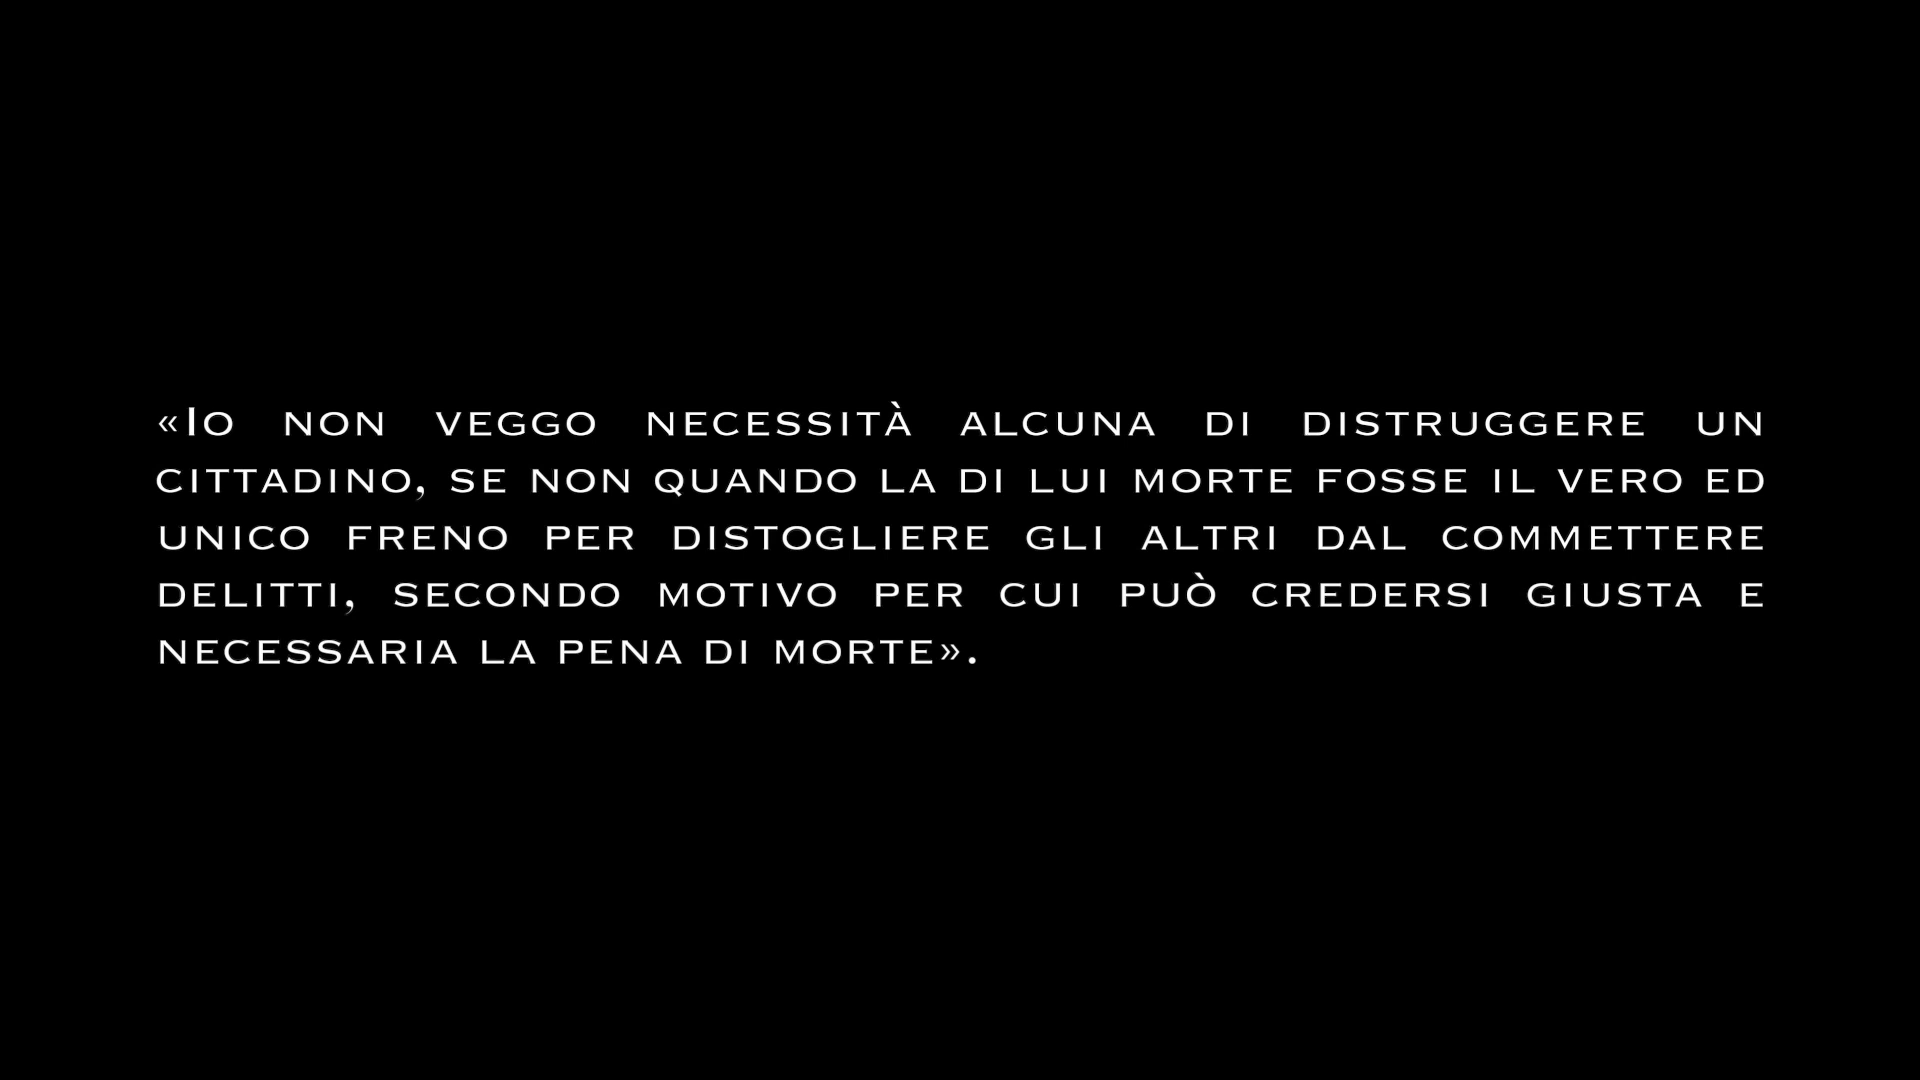 «Io non veggo necessità alcuna di distruggere un
cittadino, se non quando la di lui morte fosse il vero ed
unico freno per distogliere gli altri dal commettere
delitti, secondo motivo per cui può credersi giusta e
necessaria la pena di morte».